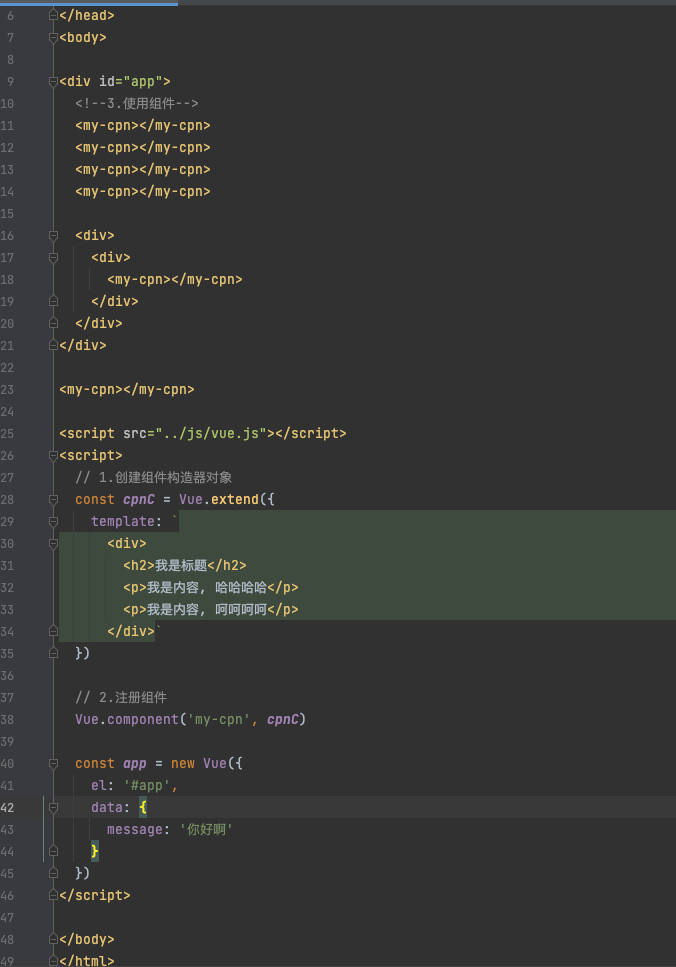 6 </head>
7 <body>
8
9 <div id="app">
10   <!--3.使用组件-->
11   <my-cpn></my-cpn>
12   <my-cpn></my-cpn>
13   <my-cpn></my-cpn>
14   <my-cpn></my-cpn>
15
16   <div>
17     <div>
18       <my-cpn></my-cpn>
19     </div>
20   </div>
21 </div>
22
23 <my-cpn></my-cpn>
24
25 <script src="../js/vue.js"></script>
26 <script>
27   // 1.创建组件构造器对象
28   const cpnC = Vue.extend({
29     template: `
30       <div>
31         <h2>我是标题</h2>
32         <p>我是内容, 哈哈哈哈</p>
33         <p>我是内容, 呵呵呵呵</p>
34       </div>`
35   })
36
37   // 2.注册组件
38   Vue.component('my-cpn', cpnC)
39
40   const app = new Vue({
41     el: '#app',
42     data: {
43       message: '你好啊'
44     }
45   })
46 </script>
47
48 </body>
49 </html>